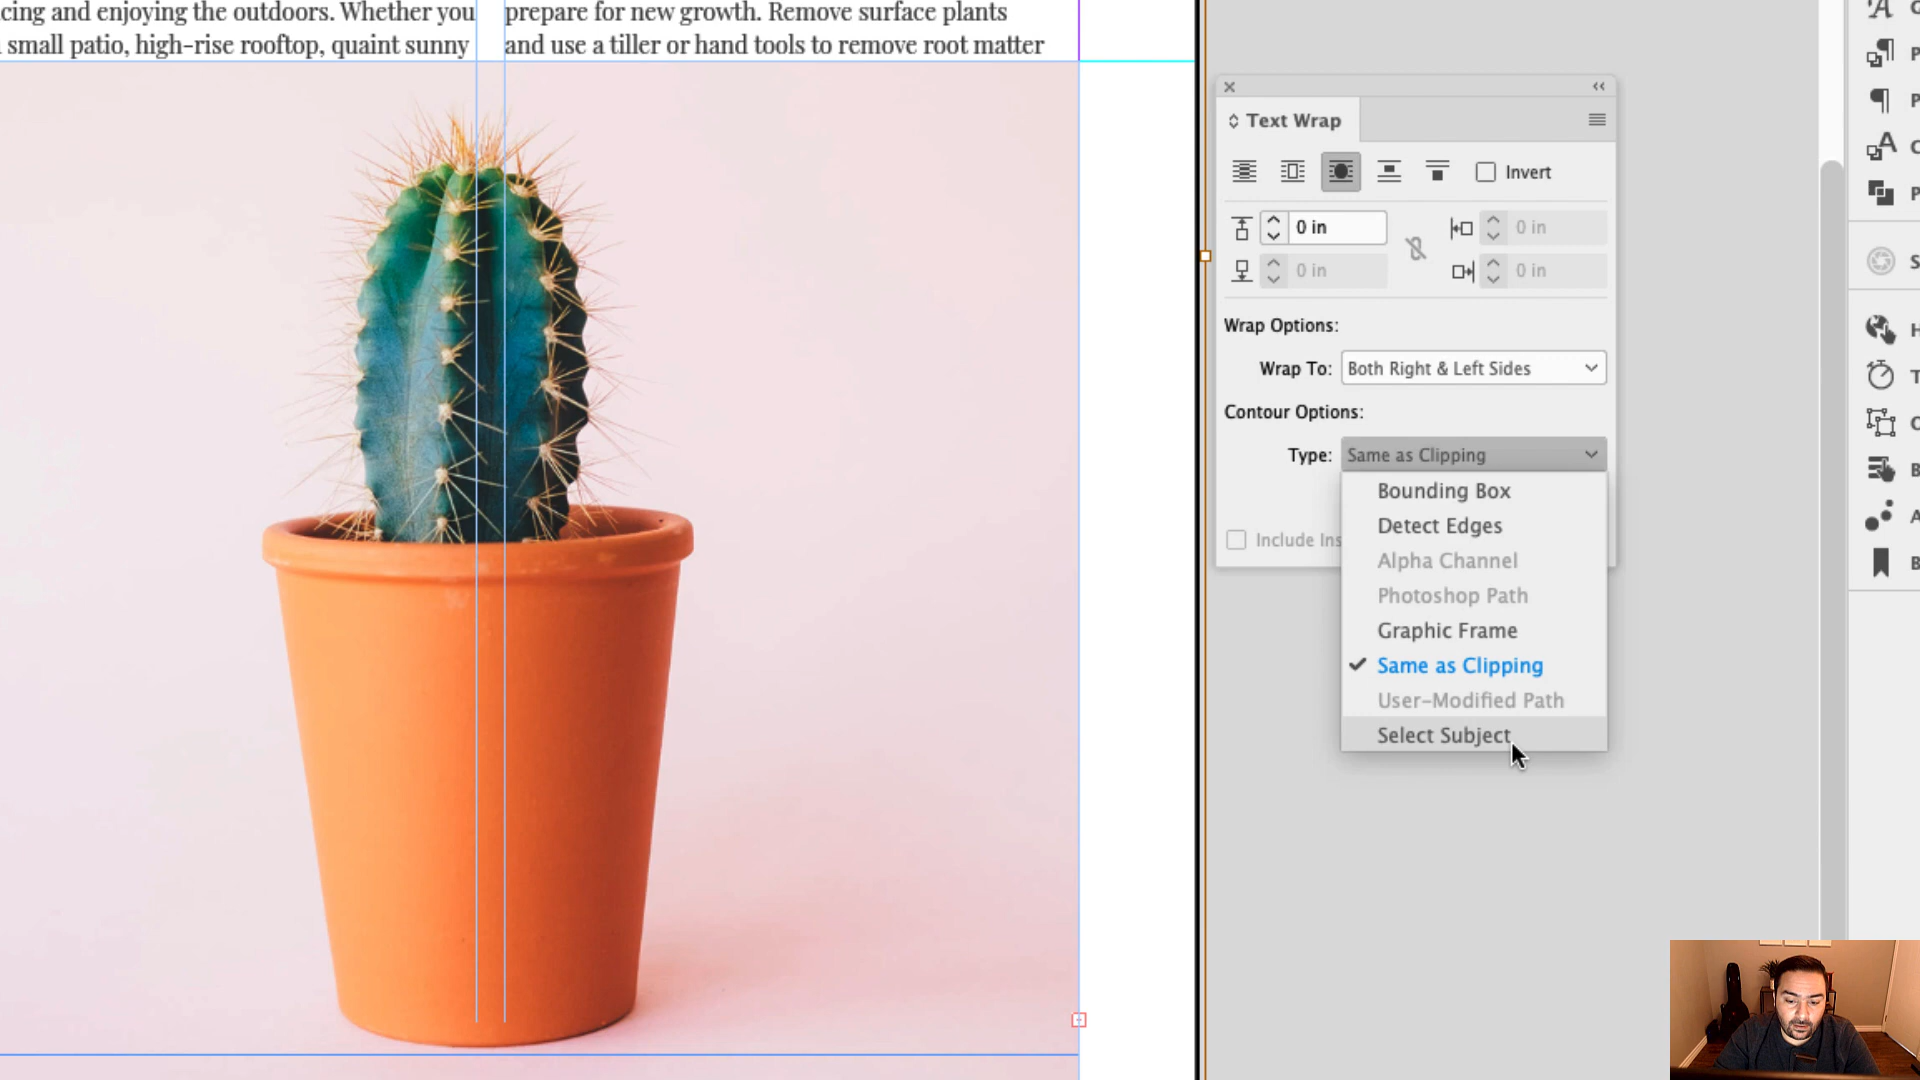 cing and enjoying the outdoors. Whether you
small patio, high-rise rooftop, quaint sunny
prepare for new growth. Remove surface plants
and use a tiller or hand tools to remove root matter
Text Wrap
Invert
0 in
0 in
0 in
0 in
Wrap Options:
Wrap To: Both Right & Left Sides
Contour Options:
Type: Same as Clipping
Bounding Box
Detect Edges
Alpha Channel
Photoshop Path
Graphic Frame
Same as Clipping
User-Modified Path
Select Subject
Include Ins